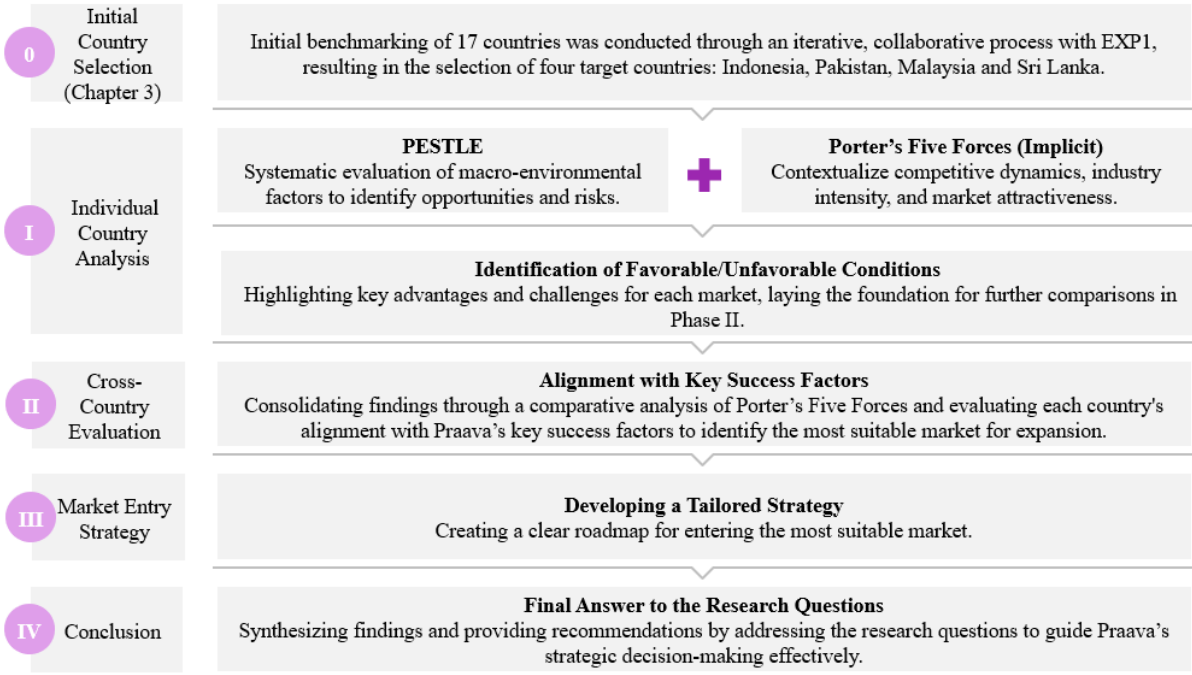 0
Initial
Country
Selection
(Chapter 3)
Initial benchmarking of 17 countries was conducted through an iterative, collaborative process with EXP1,
resulting in the selection of four target countries: Indonesia, Pakistan, Malaysia and Sri Lanka.
I
Individual
Country
Analysis
PESTLE
Systematic evaluation of macro-environmental
factors to identify opportunities and risks.
Porter's Five Forces (Implicit)
Contextualize competitive dynamics, industry
intensity, and market attractiveness.
Identification of Favorable/Unfavorable Conditions
Highlighting key advantages and challenges for each market, laying the foundation for further comparisons in
Phase II.
II
Cross-
Country
Evaluation
Alignment with Key Success Factors
Consolidating findings through a comparative analysis of Porter's Five Forces and evaluating each country's
alignment with Praava's key success factors to identify the most suitable market for expansion.
III
Market Entry
Strategy
Developing a Tailored Strategy
Creating a clear roadmap for entering the most suitable market.
IV
Conclusion
Final Answer to the Research Questions
Synthesizing findings and providing recommendations by addressing the research questions to guide Praava's
strategic decision-making effectively.